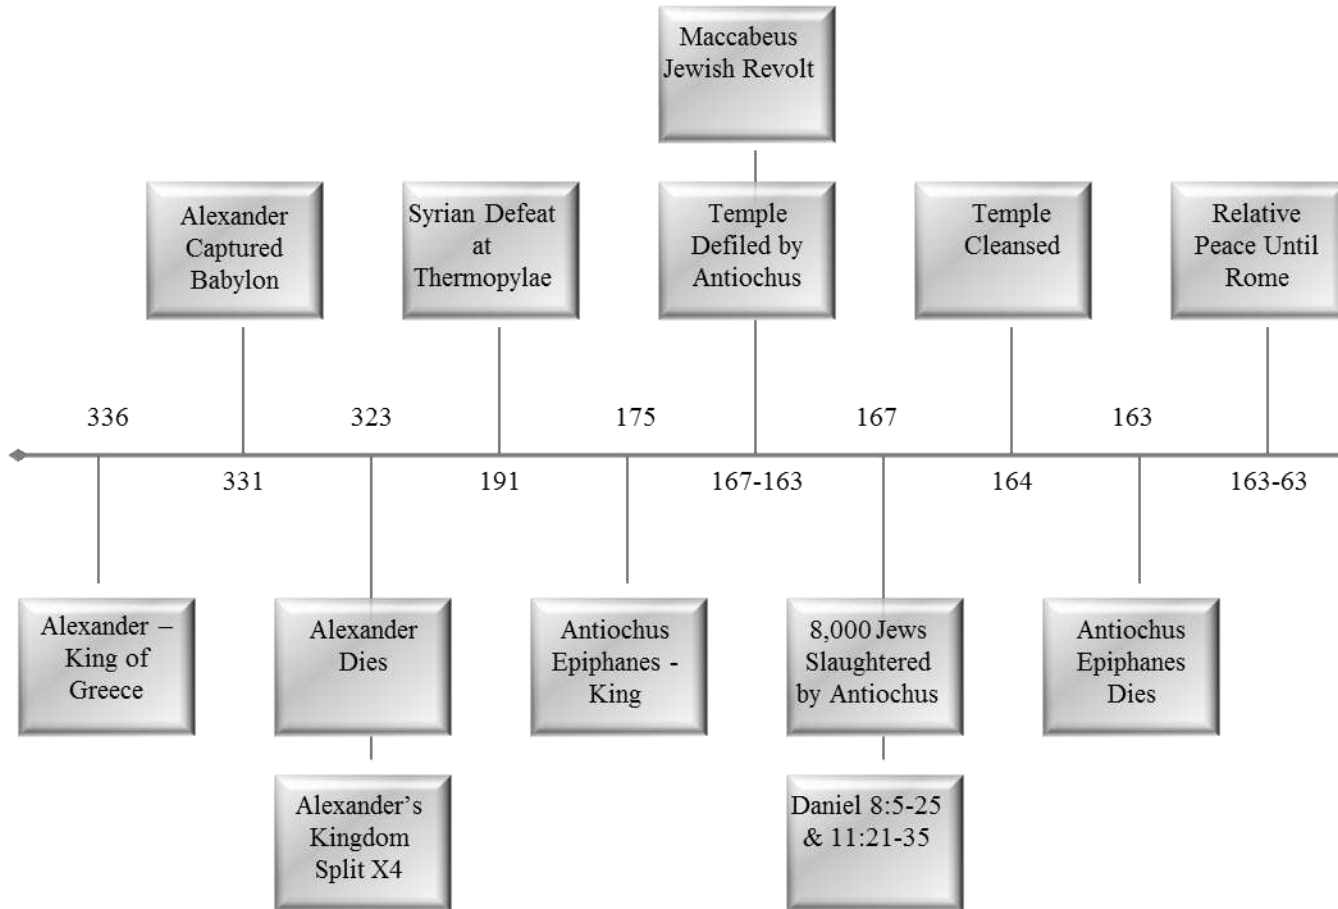 Maccabeus
Jewish Revolt
Alexander
Captured
Babylon
Syrian Defeat
at
Thermopylae
Temple
Defiled by
Antiochus
Temple
Cleansed
Relative
Peace Until
Rome
336
323
175
167
163
331
191
167-163
164
163-63
Alexander –
King of
Greece
Alexander
Dies
Antiochus
Epiphanes -
King
8,000 Jews
Slaughtered
by Antiochus
Antiochus
Epiphanes
Dies
Alexander’s
Kingdom
Split X4
Daniel 8:5-25
& 11:21-35